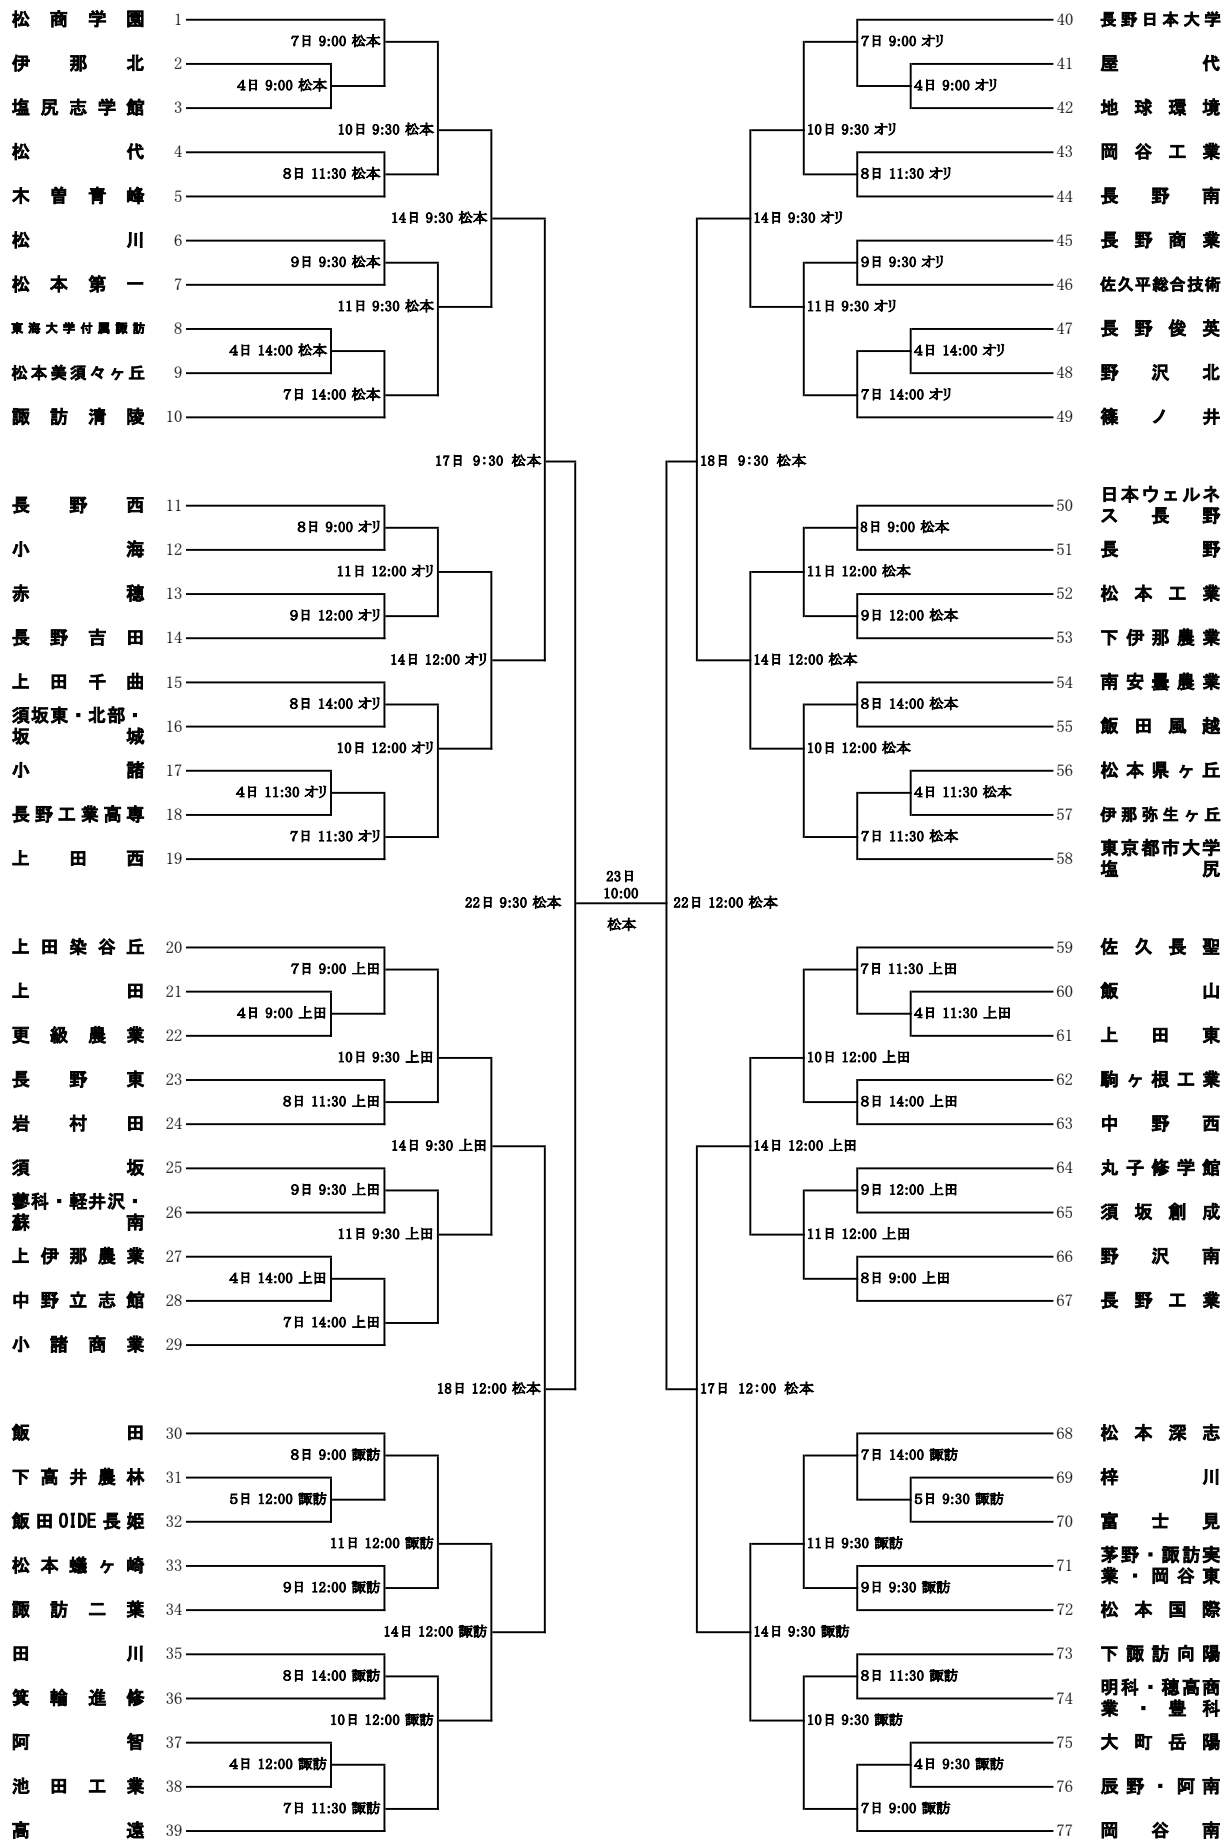 松商学園 1
7日 9:00 松本
伊那北 2
4日 9:00 松本
塩尻志学館 3
10日 9:30 松本
松代 4
8日 11:30 松本
木曽青峰 5
14日 9:30 松本
松川 6
9日 9:30 松本
松本第一 7
11日 9:30 松本
東海大学付属諏訪 8
4日 14:00 松本
松本美須々ヶ丘 9
7日 14:00 松本
諏訪清陵 10
17日 9:30 松本
長野西 11
8日 9:00 オリ
小海 12
11日 12:00 オリ
赤穂 13
9日 12:00 オリ
長野吉田 14
14日 12:00 オリ
上田千曲 15
8日 14:00 オリ
須坂東・北部・
坂城 16
10日 12:00 オリ
小諸 17
4日 11:30 オリ
長野工業高専 18
7日 11:30 オリ
上田西 19
22日 9:30 松本
上田染谷丘 20
7日 9:00 上田
上田 21
4日 9:00 上田
更級農業 22
10日 9:30 上田
長野東 23
8日 11:30 上田
岩村田 24
14日 9:30 上田
須坂 25
9日 9:30 上田
蓼科・軽井沢・
蘇南 26
11日 9:30 上田
上伊那農業 27
4日 14:00 上田
中野立志館 28
7日 14:00 上田
小諸商業 29
18日 12:00 松本
飯田 30
8日 9:00 諏訪
下高井農林 31
5日 12:00 諏訪
飯田OIDE長姫 32
11日 12:00 諏訪
松本蟻ヶ崎 33
9日 12:00 諏訪
諏訪二葉 34
14日 12:00 諏訪
田川 35
8日 14:00 諏訪
箕輪進修 36
10日 12:00 諏訪
阿智 37
4日 12:00 諏訪
池田工業 38
7日 11:30 諏訪
高遠 39
23日
10:00
松本
40 長野日本大学
7日 9:00 オリ
41 屋代
4日 9:00 オリ
42 地球環境
10日 9:30 オリ
43 岡谷工業
8日 11:30 オリ
44 長野南
14日 9:30 オリ
45 長野商業
9日 9:30 オリ
46 佐久平総合技術
11日 9:30 オリ
47 長野俊英
4日 14:00 オリ
48 野沢北
7日 14:00 オリ
49 篠ノ井
18日 9:30 松本
50 日本ウェルネ
ス長野
8日 9:00 松本
51 長野
11日 12:00 松本
52 松本工業
9日 12:00 松本
53 下伊那農業
14日 12:00 松本
54 南安曇農業
8日 14:00 松本
55 飯田風越
10日 12:00 松本
56 松本県ヶ丘
4日 11:30 松本
57 伊那弥生ヶ丘
7日 11:30 松本
58 東京都市大学
塩尻
22日 12:00 松本
59 佐久長聖
7日 11:30 上田
60 飯山
4日 11:30 上田
61 上田東
10日 12:00 上田
62 駒ヶ根工業
8日 14:00 上田
63 中野西
14日 12:00 上田
64 丸子修学館
9日 12:00 上田
65 須坂創成
11日 12:00 上田
66 野沢南
8日 9:00 上田
67 長野工業
17日 12:00 松本
68 松本深志
7日 14:00 諏訪
69 梓川
5日 9:30 諏訪
70 富士見
11日 9:30 諏訪
71 茅野・諏訪実
業・岡谷東
9日 9:30 諏訪
72 松本国際
14日 9:30 諏訪
73 下諏訪向陽
8日 11:30 諏訪
74 明科・穂高商
業・豊科
10日 9:30 諏訪
75 大町岳陽
4日 9:30 諏訪
76 辰野・阿南
7日 9:00 諏訪
77 岡谷南